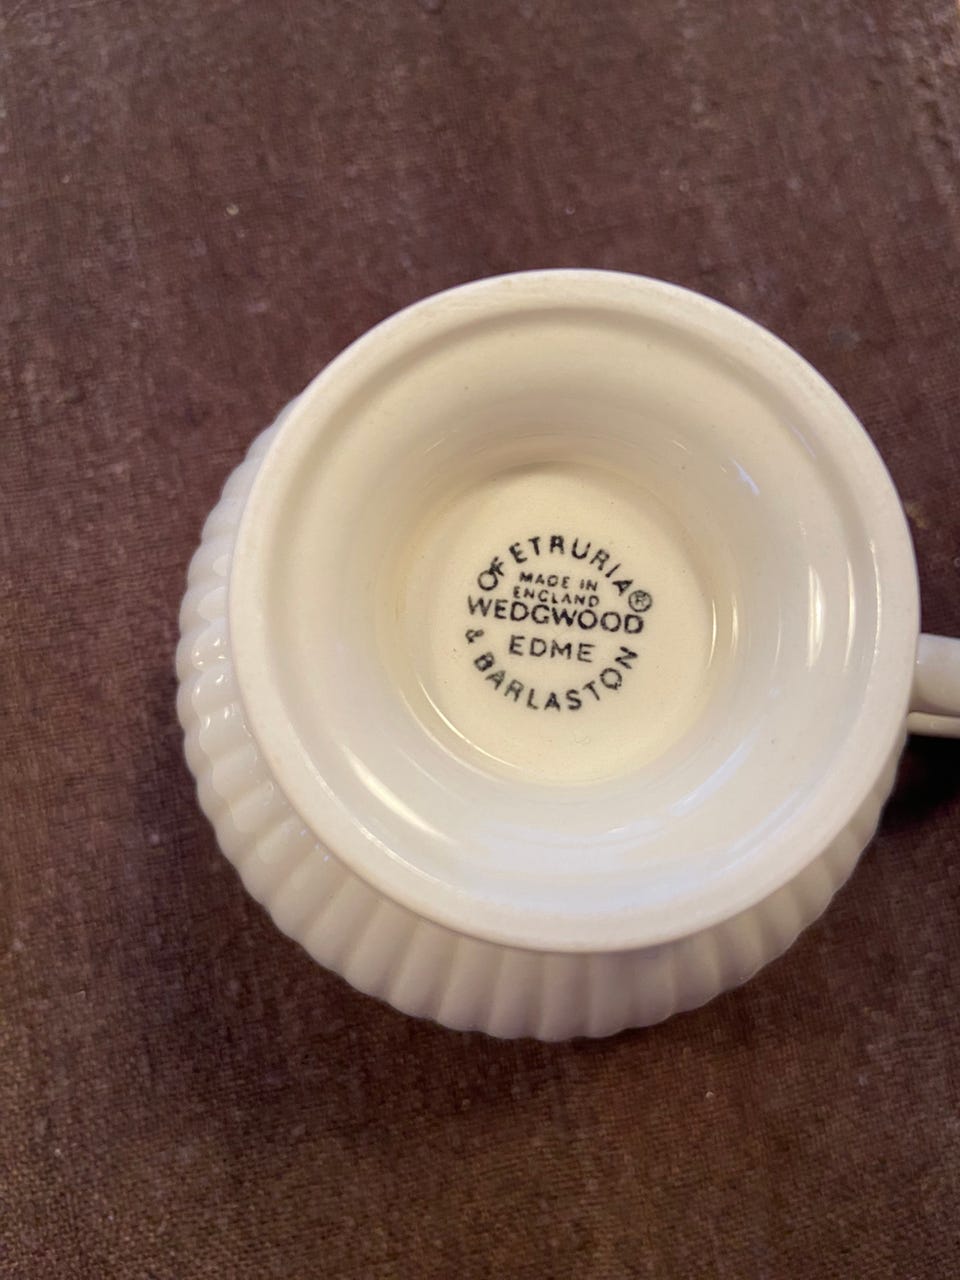 OF ETRURIA®
MADE IN
ENGLAND
WEDGWOOD
EDME
& BARLASTON